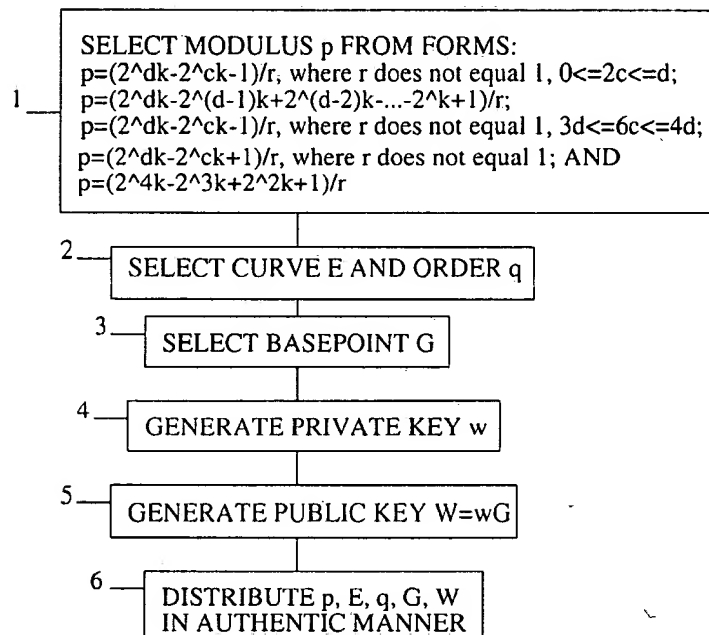 SELECT MODULUS p FROM FORMS:
p=(2^dk-2^ck-1)/r, where r does not equal 1, 0<=2c<=d;
1 p=(2^dk-2^(d-1)k+2^(d-2)k-...-2^k+1)/r;
p=(2^dk-2^ck-1)/r, where r does not equal 1, 3d<=6c<=4d;
p=(2^dk-2^ck+1)/r, where r does not equal 1; AND
p=(2^4k-2^3k+2^2k+1)/r
2 SELECT CURVE E AND ORDER q
3 SELECT BASEPOINT G
4 GENERATE PRIVATE KEY w
5 GENERATE PUBLIC KEY W=wG
6 DISTRIBUTE p, E, q, G, W
IN AUTHENTIC MANNER